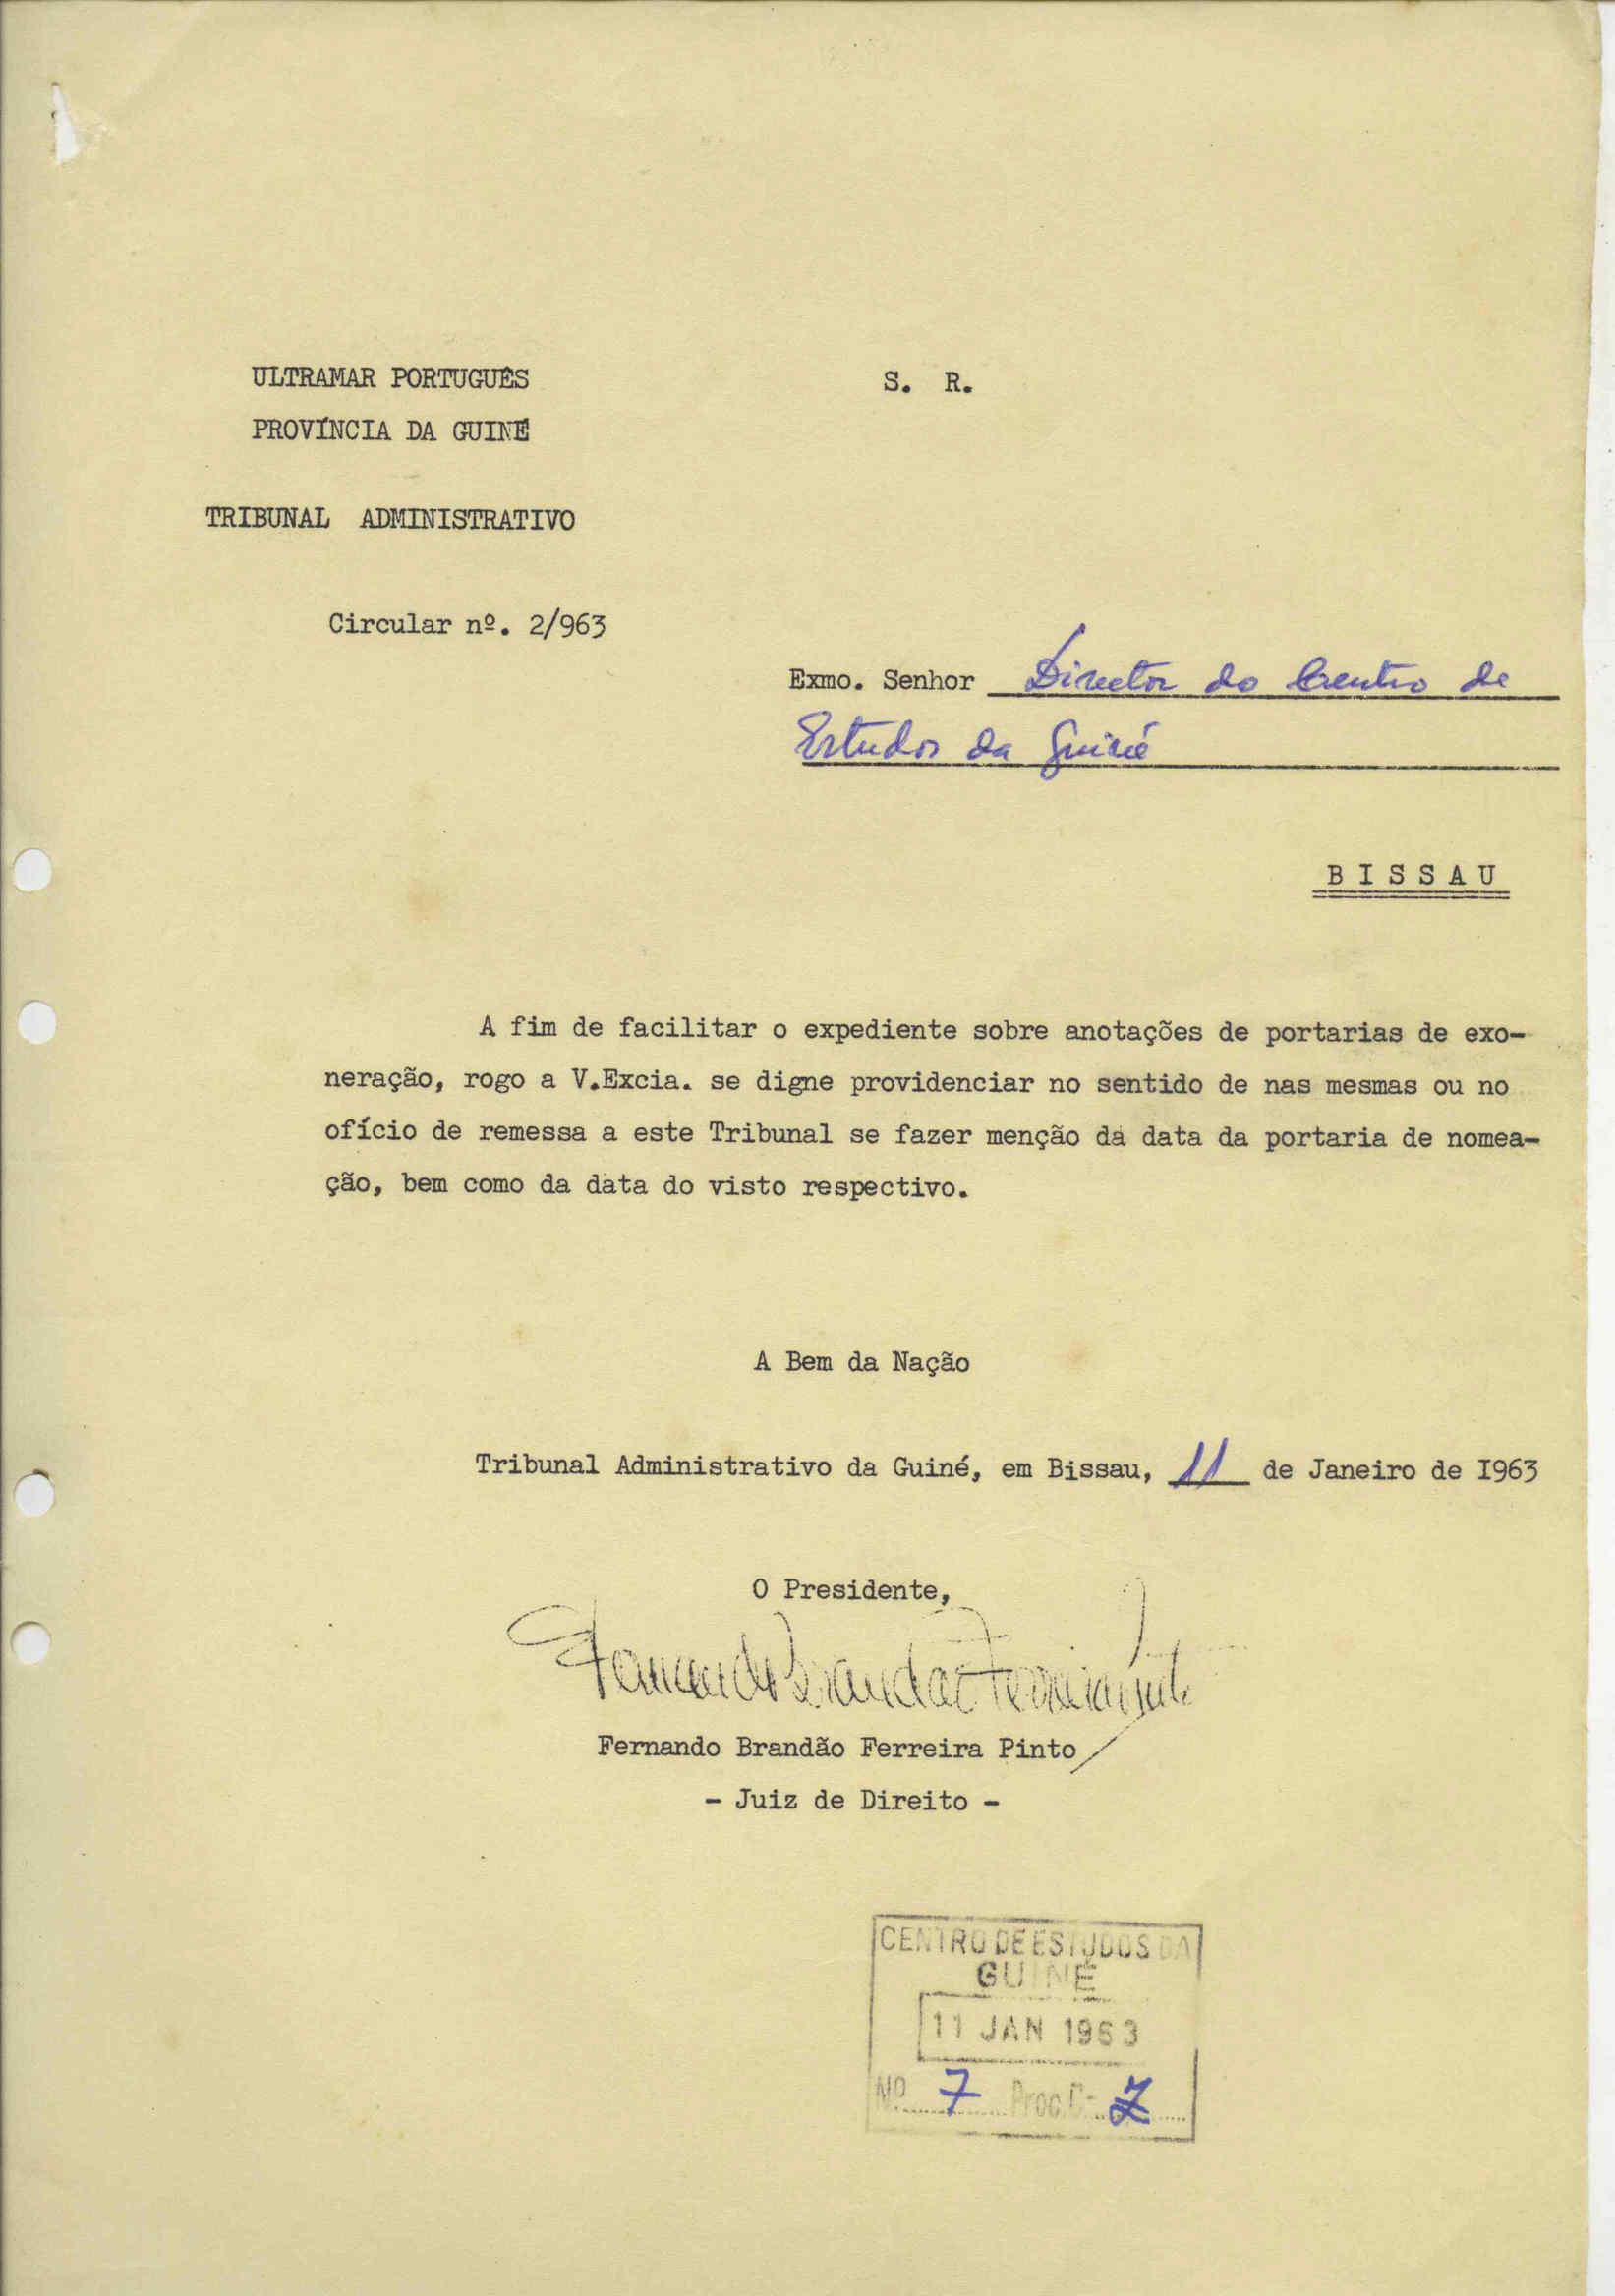 ULTRAMAR PORTUGUÊS
S. R.
PROVÍNCIA DA GUINÉ
TRIBUNAL ADMINISTRATIVO
Circular nº. 2/963
Exmo. Senhor Director do Centro de
Estudos da Guiné
BISSAU
A fim de facilitar o expediente sobre anotações de portarias de exo-
neração, rogo a V.Excia. se digne providenciar no sentido de nas mesmas ou no
ofício de remessa a este Tribunal se fazer menção da data da portaria de nomea-
ção, bem como da data do visto respectivo.
A Bem da Nação
Tribunal Administrativo da Guiné, em Bissau, 11 de Janeiro de I963
O Presidente,
Fernando Brandão Ferreira Pinto
Fernando Brandão Ferreira Pinto
- Juiz de Direito -
CENTRO DE ESTUDOS DA
GUINÉ
11 JAN 1963
Nº 7 Proc.